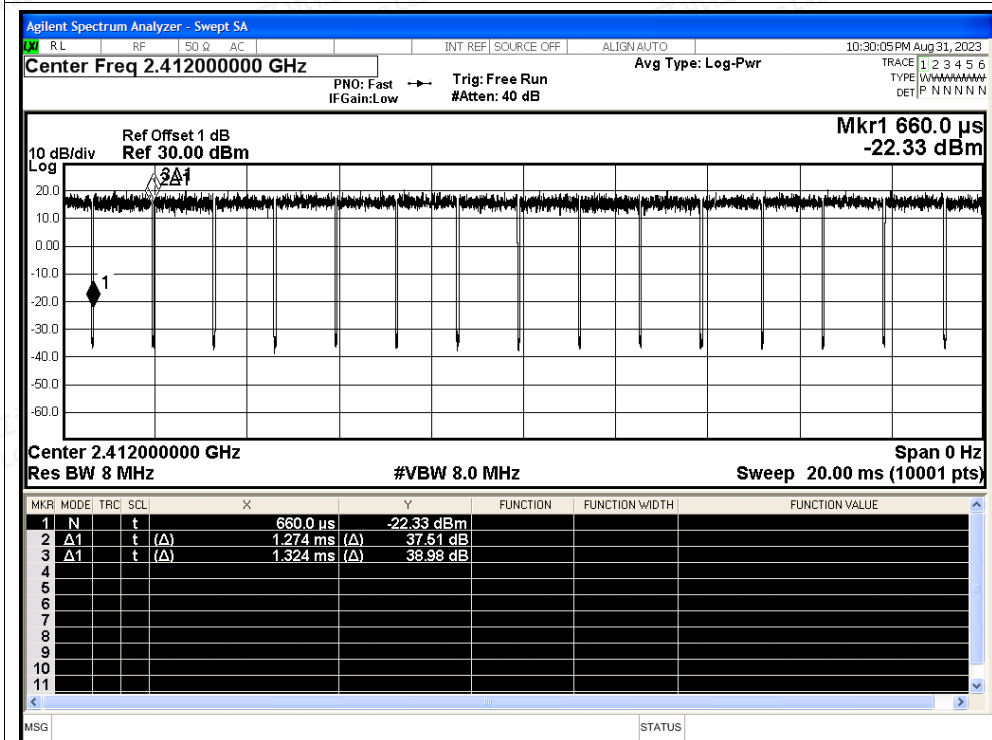 Agilent Spectrum Analyzer - Swept SA
LXI RL RF 50 Ω AC INT REF SOURCE OFF ALIGN AUTO 10:30:05 PM Aug 31, 2023
Center Freq 2.412000000 GHz Avg Type: Log-Pwr TRACE 1 2 3 4 5 6
PNO: Fast Trig: Free Run TYPE WWWWWW
IFGain:Low #Atten: 40 dB DET P N N N N N
Ref Offset 1 dB Mkr1 660.0 µs
10 dB/div Ref 30.00 dBm -22.33 dBm
Log
3Δ1
20.0
10.0
0.00
-10.0
1
-20.0
-30.0
-40.0
-50.0
-60.0
Center 2.412000000 GHz Span 0 Hz
Res BW 8 MHz #VBW 8.0 MHz Sweep 20.00 ms (10001 pts)
MKR MODE TRC SCL X Y FUNCTION FUNCTION WIDTH FUNCTION VALUE
1 N t 660.0 µs -22.33 dBm
2 Δ1 t (Δ) 1.274 ms (Δ) 37.51 dB
3 Δ1 t (Δ) 1.324 ms (Δ) 38.98 dB
4
5
6
7
8
9
10
11
MSG STATUS